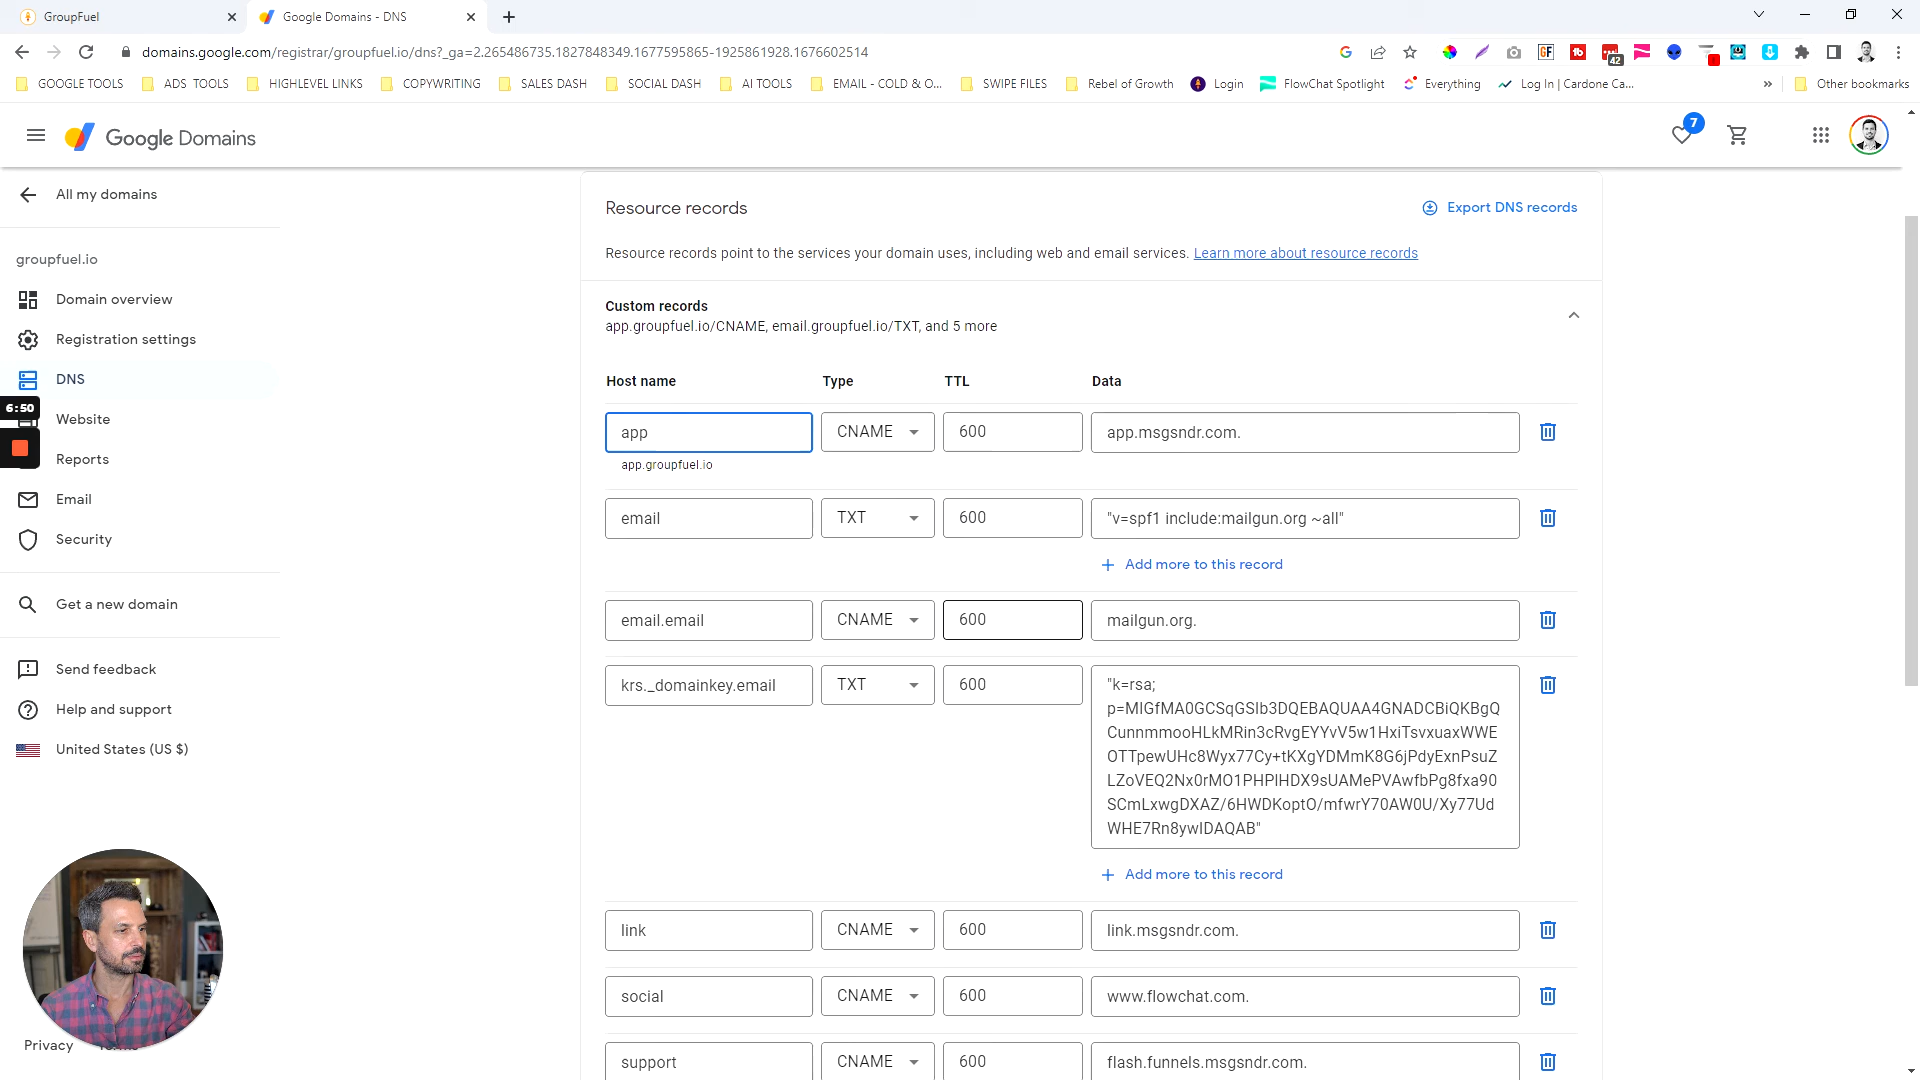 GroupFuel
Google Domains - DNS
domains.google.com/registrar/groupfuel.io/dns?_ga=2.265486735.1827848349.1677595865-1925861928.1676602514
GF
42
GOOGLE TOOLS
ADS TOOLS
HIGHLEVEL LINKS
COPYWRITING
SALES DASH
SOCIAL DASH
AI TOOLS
EMAIL - COLD & O...
SWIPE FILES
Rebel of Growth
Login
FlowChat Spotlight
Everything
Log In | Cardone Ca...
»
Other bookmarks
Google Domains
7
All my domains
groupfuel.io
Domain overview
Registration settings
DNS
6:50
Website
Reports
Email
Security
Get a new domain
Send feedback
Help and support
United States (US $)
Privacy
Resource records
Export DNS records
Resource records point to the services your domain uses, including web and email services. Learn more about resource records
Custom records
app.groupfuel.io/CNAME, email.groupfuel.io/TXT, and 5 more
Host name Type TTL Data
app CNAME 600 app.msgsndr.com.
app.groupfuel.io
email TXT 600 "v=spf1 include:mailgun.org ~all"
+ Add more to this record
email.email CNAME 600 mailgun.org.
krs._domainkey.email TXT 600 "k=rsa;
p=MIGfMA0GCSqGSIb3DQEBAQUAA4GNADCBiQKBgQ
CunnmmooHLkMRin3cRvgEYYvV5w1HxiTsvxuaxWWE
OTTpewUHc8Wyx77Cy+tKXgYDMmK8G6jPdyExnPsuZ
LZoVEQ2Nx0rMO1PHPIHDX9sUAMePVAwfbPg8fxa90
SCmLxwgDXAZ/6HWDKoptO/mfwrY70AW0U/Xy77Ud
WHE7Rn8ywIDAQAB"
+ Add more to this record
link CNAME 600 link.msgsndr.com.
social CNAME 600 www.flowchat.com.
support CNAME 600 flash.funnels.msgsndr.com.